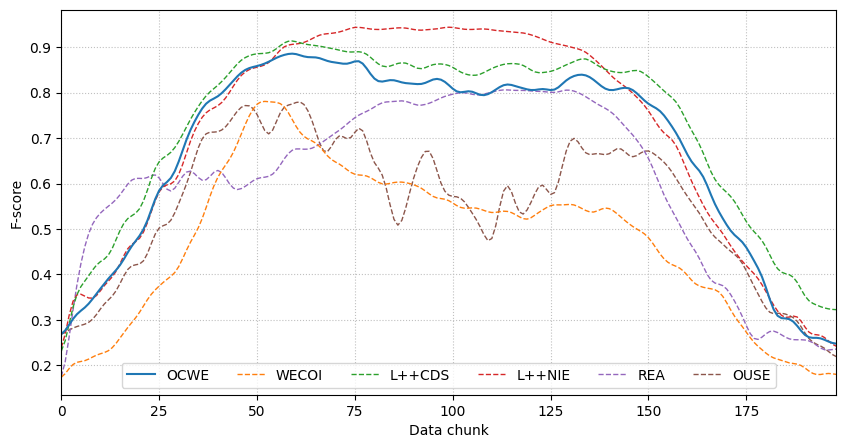 F-score
0.9
0.8
0.7
0.6
0.5
0.4
0.3
0.2
OCWE WECOI L++CDS L++NIE REA OUSE
0 25 50 75 100 125 150 175
Data chunk